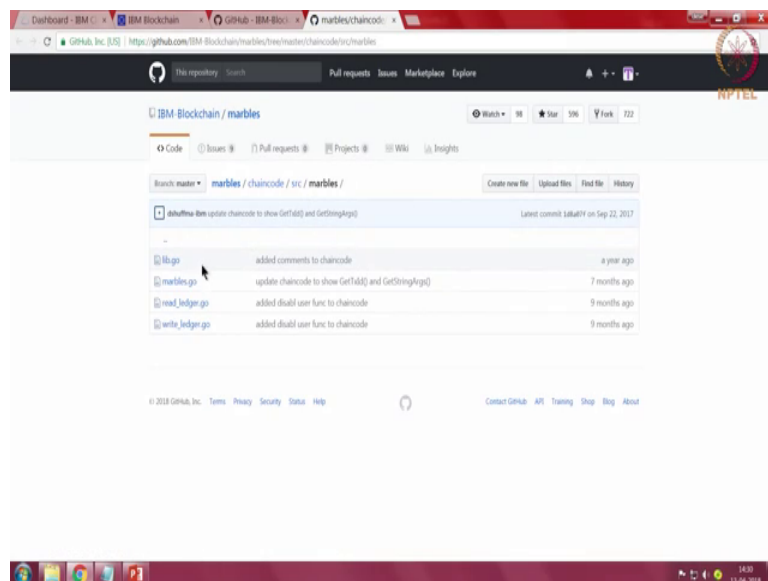 Dashboard - IBM C
IBM Blockchain
GitHub - IBM-Block
marbles/chaincode
GitHub, Inc. [US] https://github.com/IBM-Blockchain/marbles/tree/master/chaincode/src/marbles
NPTEL
This repository Search Pull requests Issues Marketplace Explore
IBM-Blockchain / marbles
Watch 98 Star 596 Fork 722
Code Issues 9 Pull requests Projects Wiki Insights
Branch: master marbles / chaincode / src / marbles / Create new file Upload files Find file History
dshuffma-ibm update chaincode to show GetTxId() and GetStringArgs() Latest commit on Sep 22, 2017
..
lib.go added comments to chaincode a year ago
marbles.go update chaincode to show GetTxId() and GetStringArgs() 7 months ago
read_ledger.go added disabl user func to chaincode 9 months ago
write_ledger.go added disabl user func to chaincode 9 months ago
© 2018 GitHub, Inc. Terms Privacy Security Status Help Contact GitHub API Training Shop Blog About
14:30